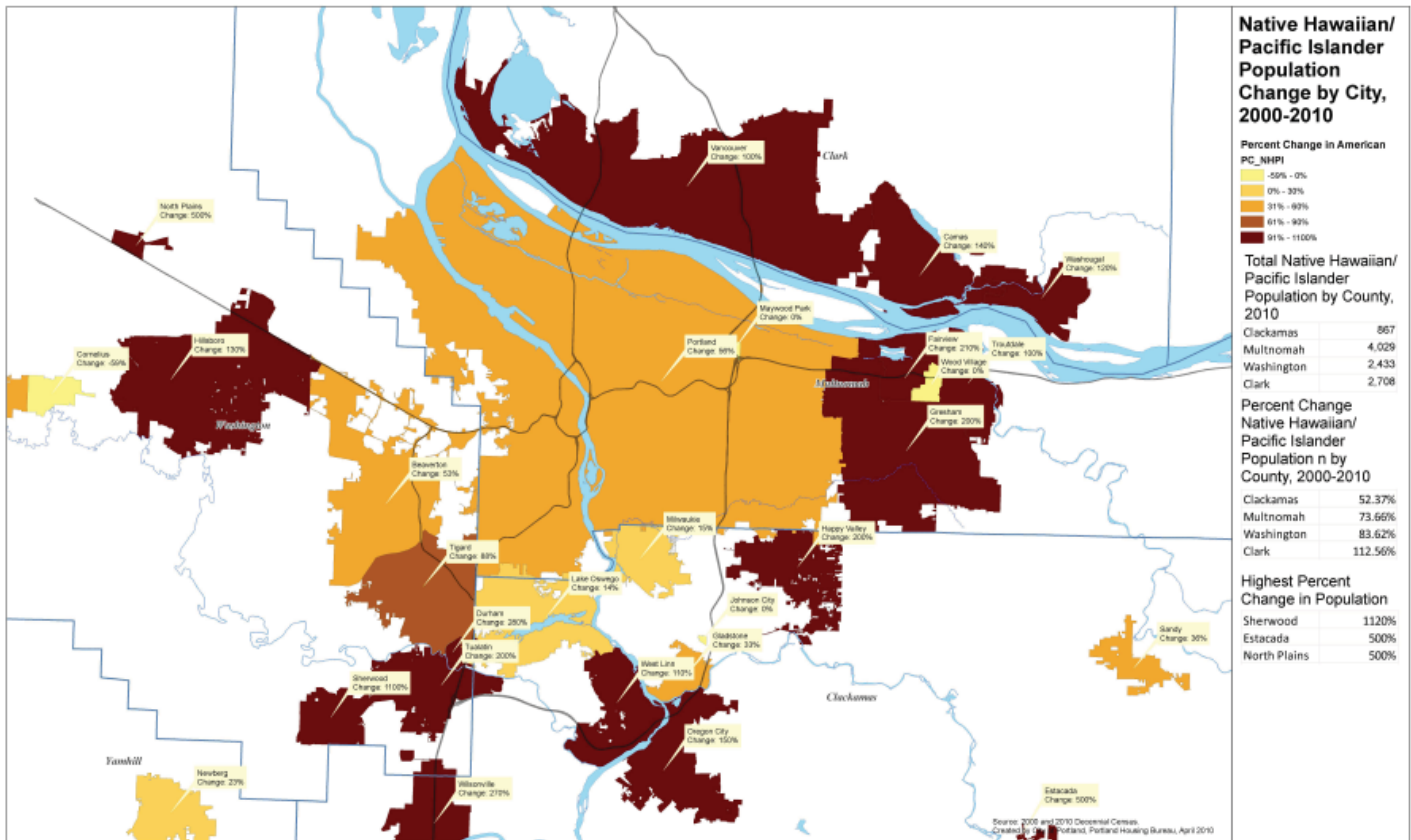 Native Hawaiian/
Pacific Islander
Population
Change by City,
2000-2010
Percent Change in American
PC_NHPI
-59% - 0%
0% - 30%
31% - 60%
61% - 90%
91% - 1100%
Total Native Hawaiian/
Pacific Islander
Population by County,
2010
Clackamas 867
Multnomah 4,029
Washington 2,433
Clark 2,708
Percent Change
Native Hawaiian/
Pacific Islander
Population n by
County, 2000-2010
Clackamas 52.37%
Multnomah 73.66%
Washington 83.62%
Clark 112.56%
Highest Percent
Change in Population
Sherwood 1120%
Estacada 500%
North Plains 500%
Vancouver
Change: 100%
Clark
North Plains
Change: 500%
Camas
Change: 140%
Washougal
Change: 120%
Maywood Park
Change: 0%
Hillsboro
Change: 130%
Cornelius
Change: -59%
Portland
Change: 56%
Fairview
Change: 210%
Troutdale
Change: 100%
Wood Village
Change: 0%
Multnomah
Gresham
Change: 200%
Washington
Beaverton
Change: 53%
Milwaukie
Change: 15%
Happy Valley
Change: 200%
Tigard
Change: 88%
Lake Oswego
Change: 14%
Johnson City
Change: 0%
Durham
Change: 280%
Gladstone
Change: 33%
Sandy
Change: 36%
Tualatin
Change: 200%
West Linn
Change: 110%
Sherwood
Change: 1100%
Clackamas
Oregon City
Change: 150%
Yamhill
Newberg
Change: 23%
Wilsonville
Change: 270%
Estacada
Change: 500%
Source: 2000 and 2010 Decennial Census.
Created by City of Portland, Portland Housing Bureau, April 2010